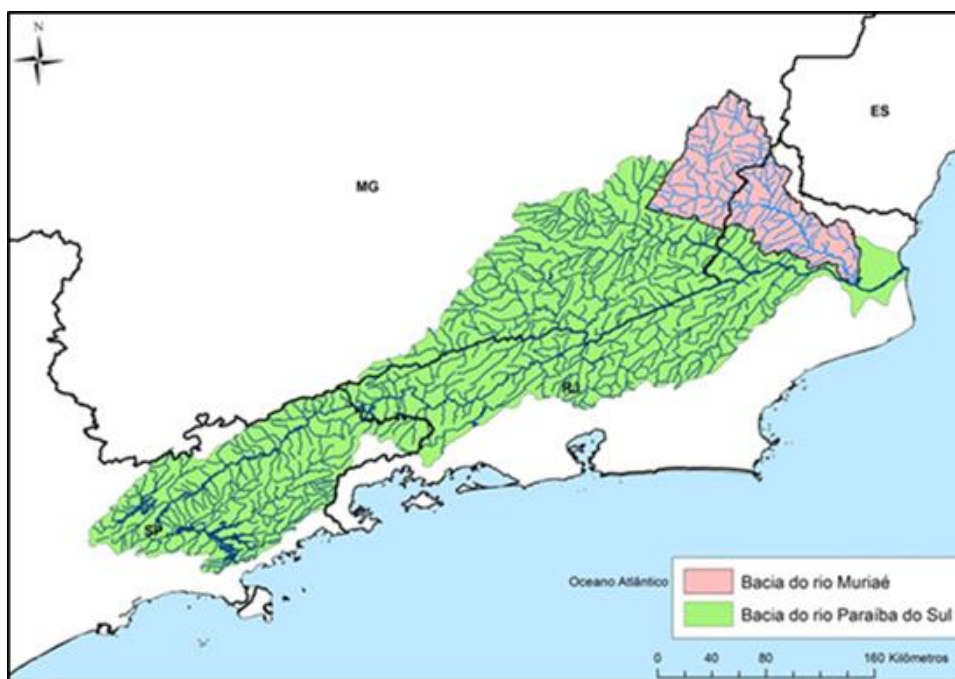 N
ES
MG
RJ
SP
Oceano Atlântico
Bacia do rio Muriaé
Bacia do rio Paraíba do Sul
0 40 80 160 Kilômetros